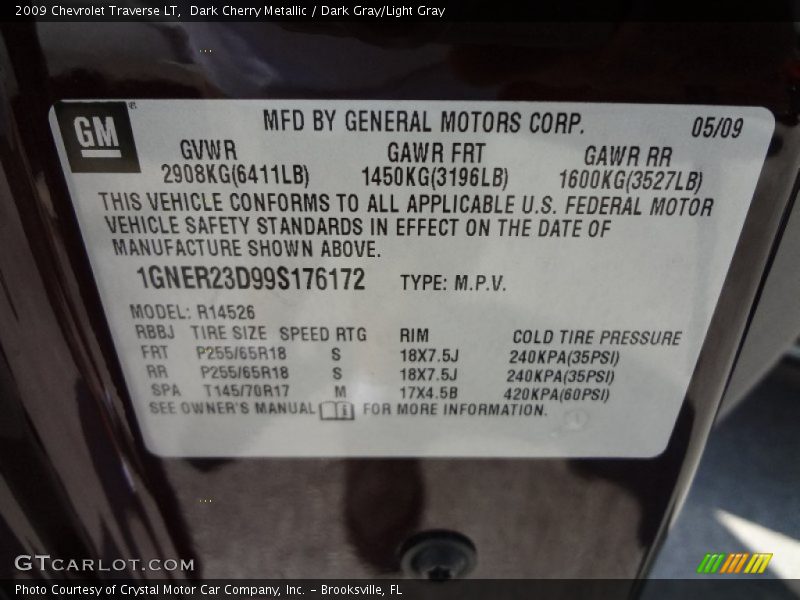 2009 Chevrolet Traverse LT,  Dark Cherry Metallic / Dark Gray/Light Gray
GM ®
MFD BY GENERAL MOTORS CORP. 05/09
GVWR GAWR FRT GAWR RR
2908KG(6411LB) 1450KG(3196LB) 1600KG(3527LB)
THIS VEHICLE CONFORMS TO ALL APPLICABLE U.S. FEDERAL MOTOR
VEHICLE SAFETY STANDARDS IN EFFECT ON THE DATE OF
MANUFACTURE SHOWN ABOVE.
1GNER23D99S176172 TYPE: M.P.V.
MODEL: R14526
RBBJ TIRE SIZE SPEED RTG RIM COLD TIRE PRESSURE
FRT P255/65R18 S 18X7.5J 240KPA(35PSI)
RR P255/65R18 S 18X7.5J 240KPA(35PSI)
SPA T145/70R17 M 17X4.5B 420KPA(60PSI)
SEE OWNER'S MANUAL FOR MORE INFORMATION.
GTCARLOT.COM
Photo Courtesy of Crystal Motor Car Company, Inc. – Brooksville, FL